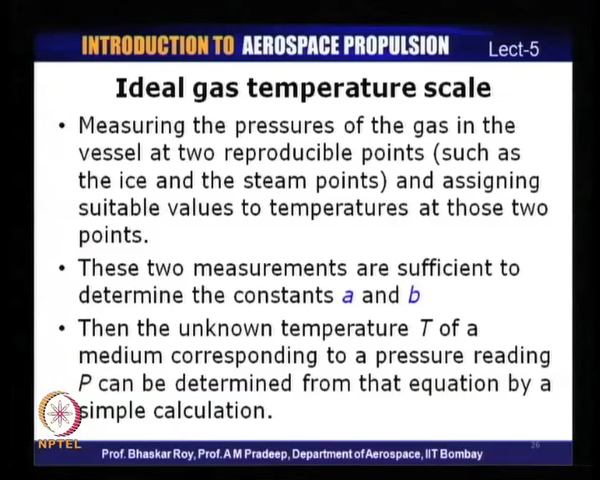 INTRODUCTION TO AEROSPACE PROPULSION Lect-5
Ideal gas temperature scale
• Measuring the pressures of the gas in the
vessel at two reproducible points (such as
the ice and the steam points) and assigning
suitable values to temperatures at those two
points.
• These two measurements are sufficient to
determine the constants a and b
• Then the unknown temperature T of a
medium corresponding to a pressure reading
P can be determined from that equation by a
simple calculation.
NPTEL
26
Prof. Bhaskar Roy, Prof. A M Pradeep, Department of Aerospace, IIT Bombay